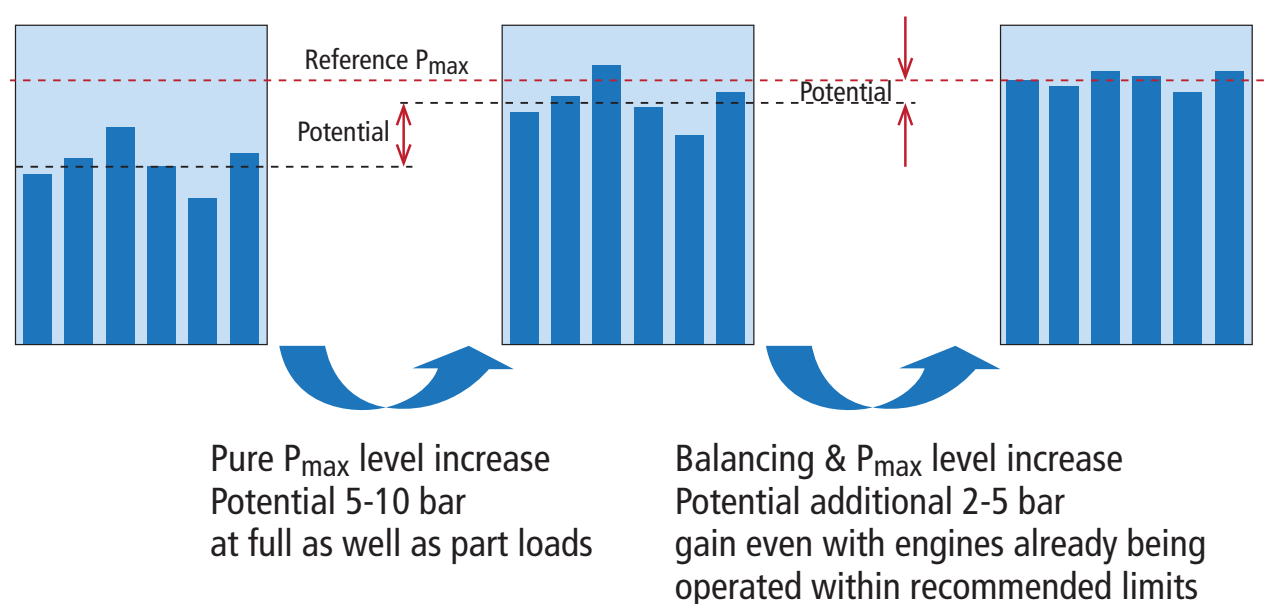 Reference Pmax
Potential
Potential
Pure Pmax level increase
Potential 5-10 bar
at full as well as part loads
Balancing & Pmax level increase
Potential additional 2-5 bar
gain even with engines already being
operated within recommended limits